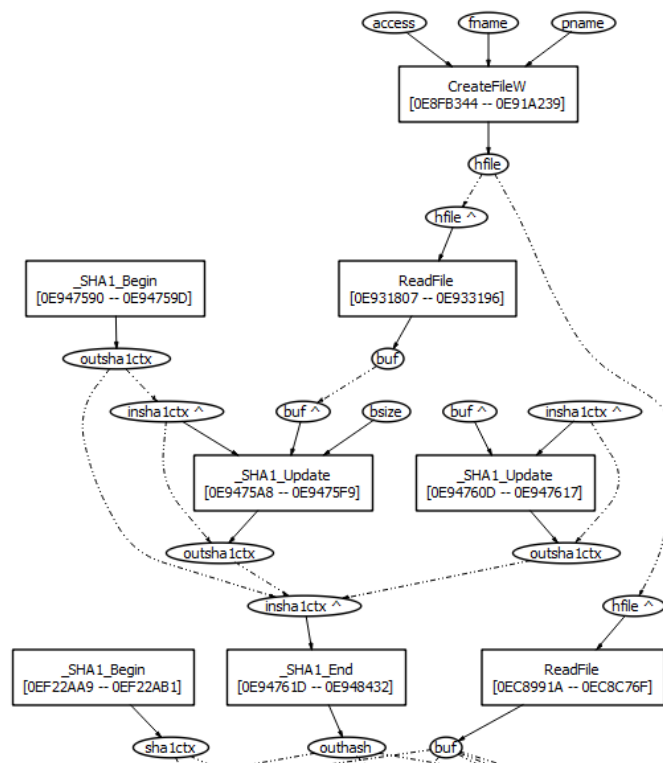 access
fname
pname
CreateFileW
[0E8FB344 -- 0E91A239]
hfile
hfile ^
_SHA1_Begin
[0E947590 -- 0E94759D]
ReadFile
[0E931807 -- 0E933196]
outsha1ctx
buf
insha1ctx ^
buf ^
bsize
buf ^
insha1ctx ^
_SHA1_Update
[0E9475A8 -- 0E9475F9]
_SHA1_Update
[0E94760D -- 0E947617]
outsha1ctx
outsha1ctx
insha1ctx ^
hfile ^
_SHA1_Begin
[0EF22AA9 -- 0EF22AB1]
_SHA1_End
[0E94761D -- 0E948432]
ReadFile
[0EC8991A -- 0EC8C76F]
sha1ctx
outhash
buf